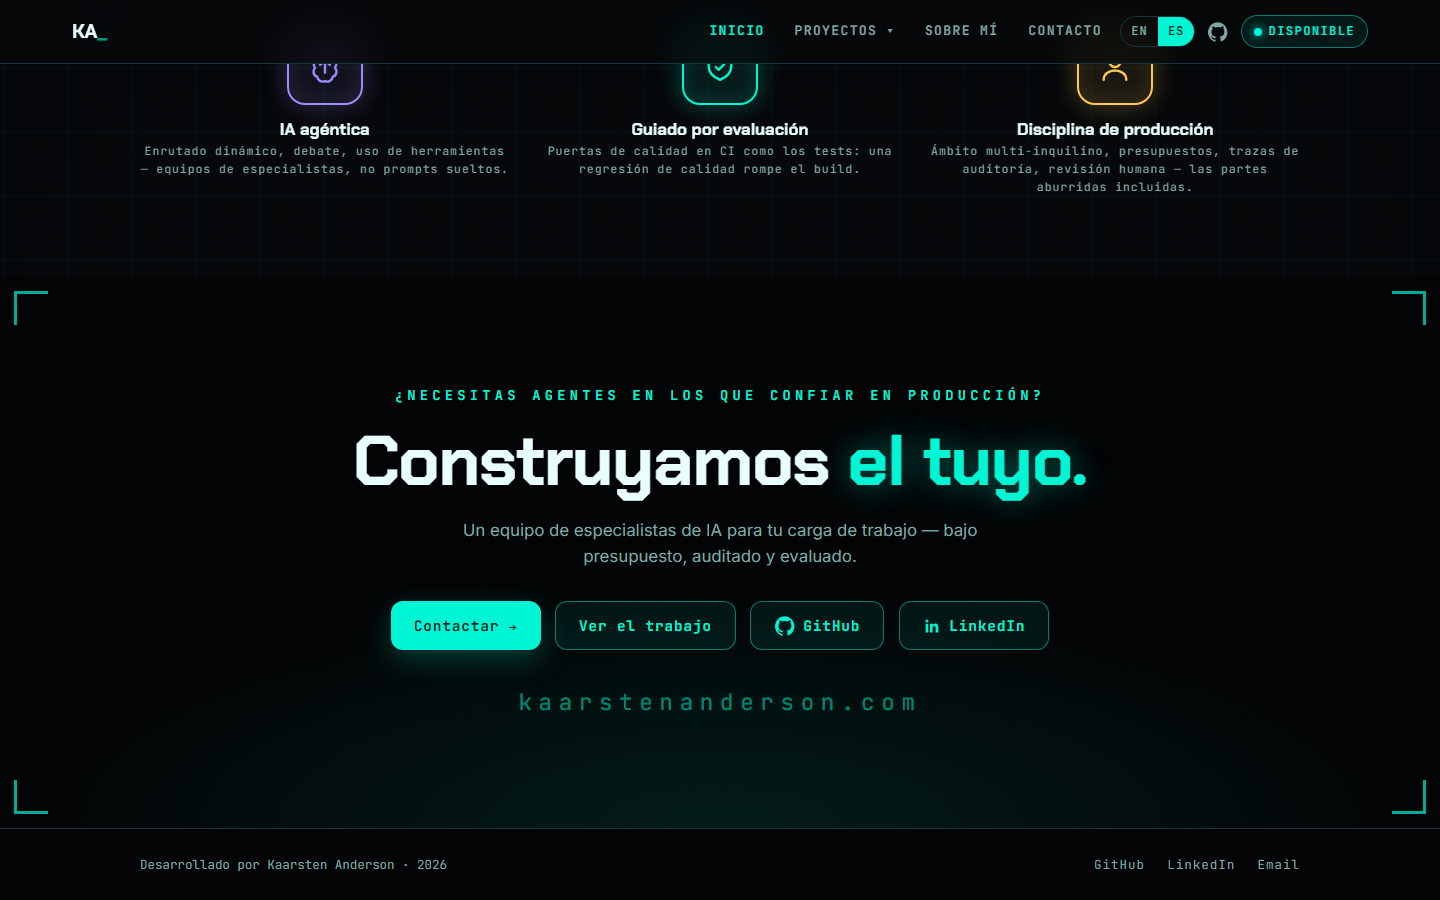 KA_
INICIO PROYECTOS ▾ SOBRE MÍ CONTACTO EN ES DISPONIBLE
IA agéntica
Enrutado dinámico, debate, uso de herramientas
— equipos de especialistas, no prompts sueltos.
Guiado por evaluación
Puertas de calidad en CI como los tests: una
regresión de calidad rompe el build.
Disciplina de producción
Ámbito multi-inquilino, presupuestos, trazas de
auditoría, revisión humana — las partes
aburridas incluidas.
¿NECESITAS AGENTES EN LOS QUE CONFIAR EN PRODUCCIÓN?
Construyamos el tuyo.
Un equipo de especialistas de IA para tu carga de trabajo — bajo
presupuesto, auditado y evaluado.
Contactar → Ver el trabajo GitHub LinkedIn
kaarstenanderson.com
Desarrollado por Kaarsten Anderson · 2026
GitHub LinkedIn Email